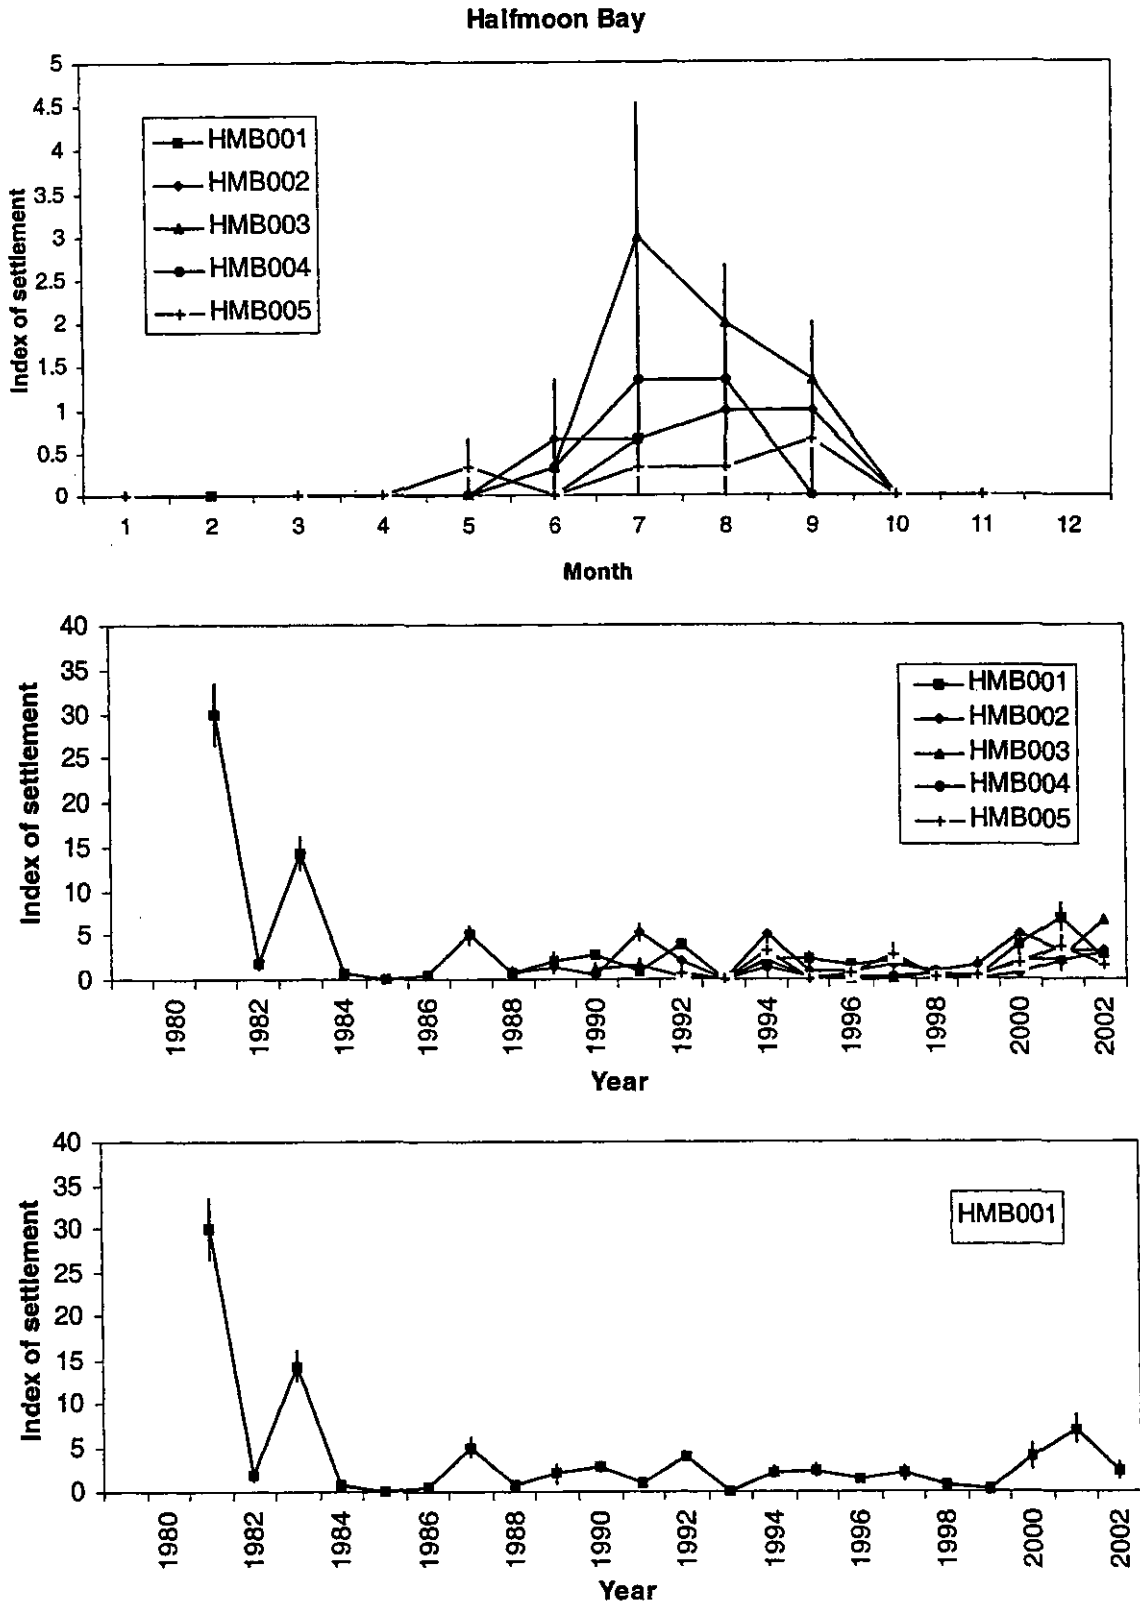 Halfmoon Bay
5
4.5
4
3.5
3
2.5
2
1.5
1
0.5
0
Index of settlement
HMB001
HMB002
HMB003
HMB004
HMB005
1 2 3 4 5 6 7 8 9 10 11 12
Month
40
35
30
25
20
15
10
5
0
Index of settlement
HMB001
HMB002
HMB003
HMB004
HMB005
1980 1982 1984 1986 1988 1990 1992 1994 1996 1998 2000 2002
Year
40
35
30
25
20
15
10
5
0
Index of settlement
HMB001
1980 1982 1984 1986 1988 1990 1992 1994 1996 1998 2000 2002
Year